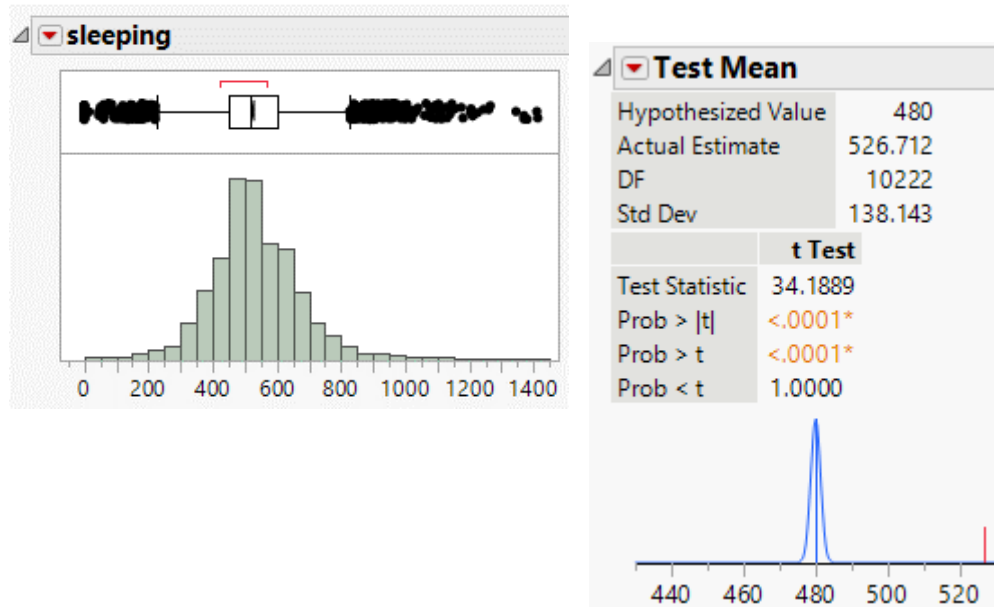 sleeping
0 200 400 600 800 1000 1200 1400
Test Mean
Hypothesized Value 480
Actual Estimate 526.712
DF 10222
Std Dev 138.143
t Test
Test Statistic 34.1889
Prob > |t| <.0001*
Prob > t <.0001*
Prob < t 1.0000
440 460 480 500 520